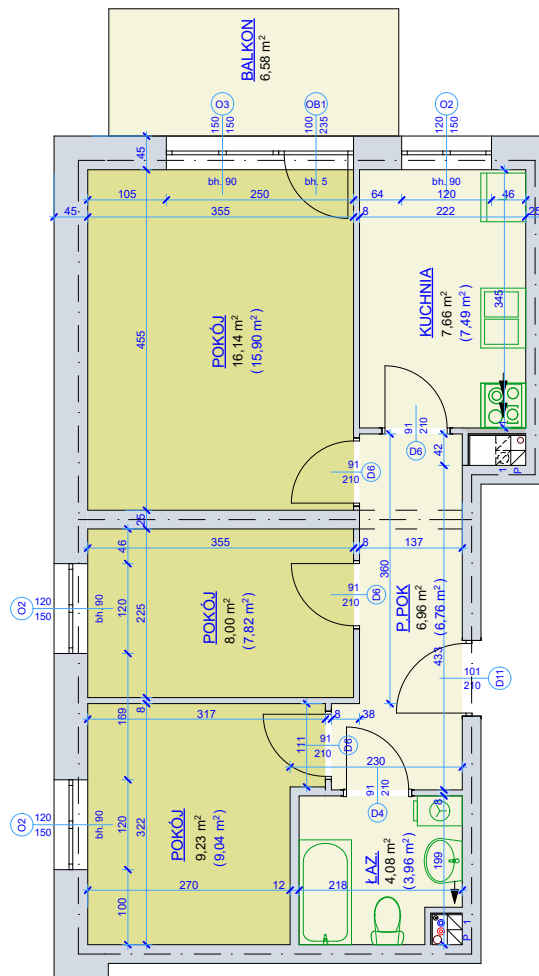 BALKON
6,58 m²
O3
150
150
OB1
100
235
O2
120
150
45
bh. 90
bh. 5
bh. 90
105
250
64
120
46
45
355
8
222
25
POKÓJ
16,14 m²
(15,90 m²)
KUCHNIA
7,66 m²
(7,49 m²)
345
455
91
210
D6
42
91
210
D6
1
P
25
46
355
8
137
360
O2
120
150
bh. 90
120
225
POKÓJ
8,00 m²
(7,82 m²)
91
210
D6
P.POK
6,96 m²
(6,76 m²)
433
101
210
D11
169
8
317
8
38
111
91
210
D6
230
91
210
D4
8
O2
120
150
bh. 90
120
322
POKÓJ
9,23 m²
(9,04 m²)
ŁAZ.
4,08 m²
(3,96 m²)
199
270
12
218
100
P
1